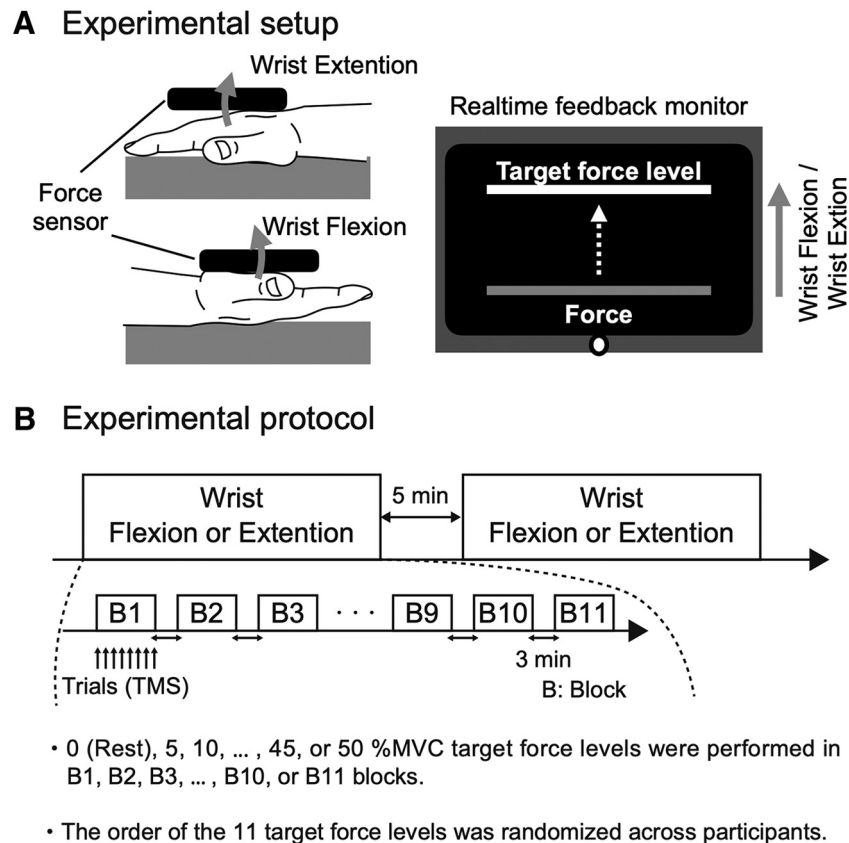 A Experimental setup
Wrist Extention
Force
sensor
Wrist Flexion
Realtime feedback monitor
Target force level
Force
Wrist Flexion /
Wrist Extion
B Experimental protocol
Wrist
Flexion or Extention
5 min
Wrist
Flexion or Extention
B1 B2 B3 · · · B9 B10 B11
Trials (TMS)
3 min
B: Block
· 0 (Rest), 5, 10, ... , 45, or 50 %MVC target force levels were performed in
B1, B2, B3, ... , B10, or B11 blocks.
· The order of the 11 target force levels was randomized across participants.